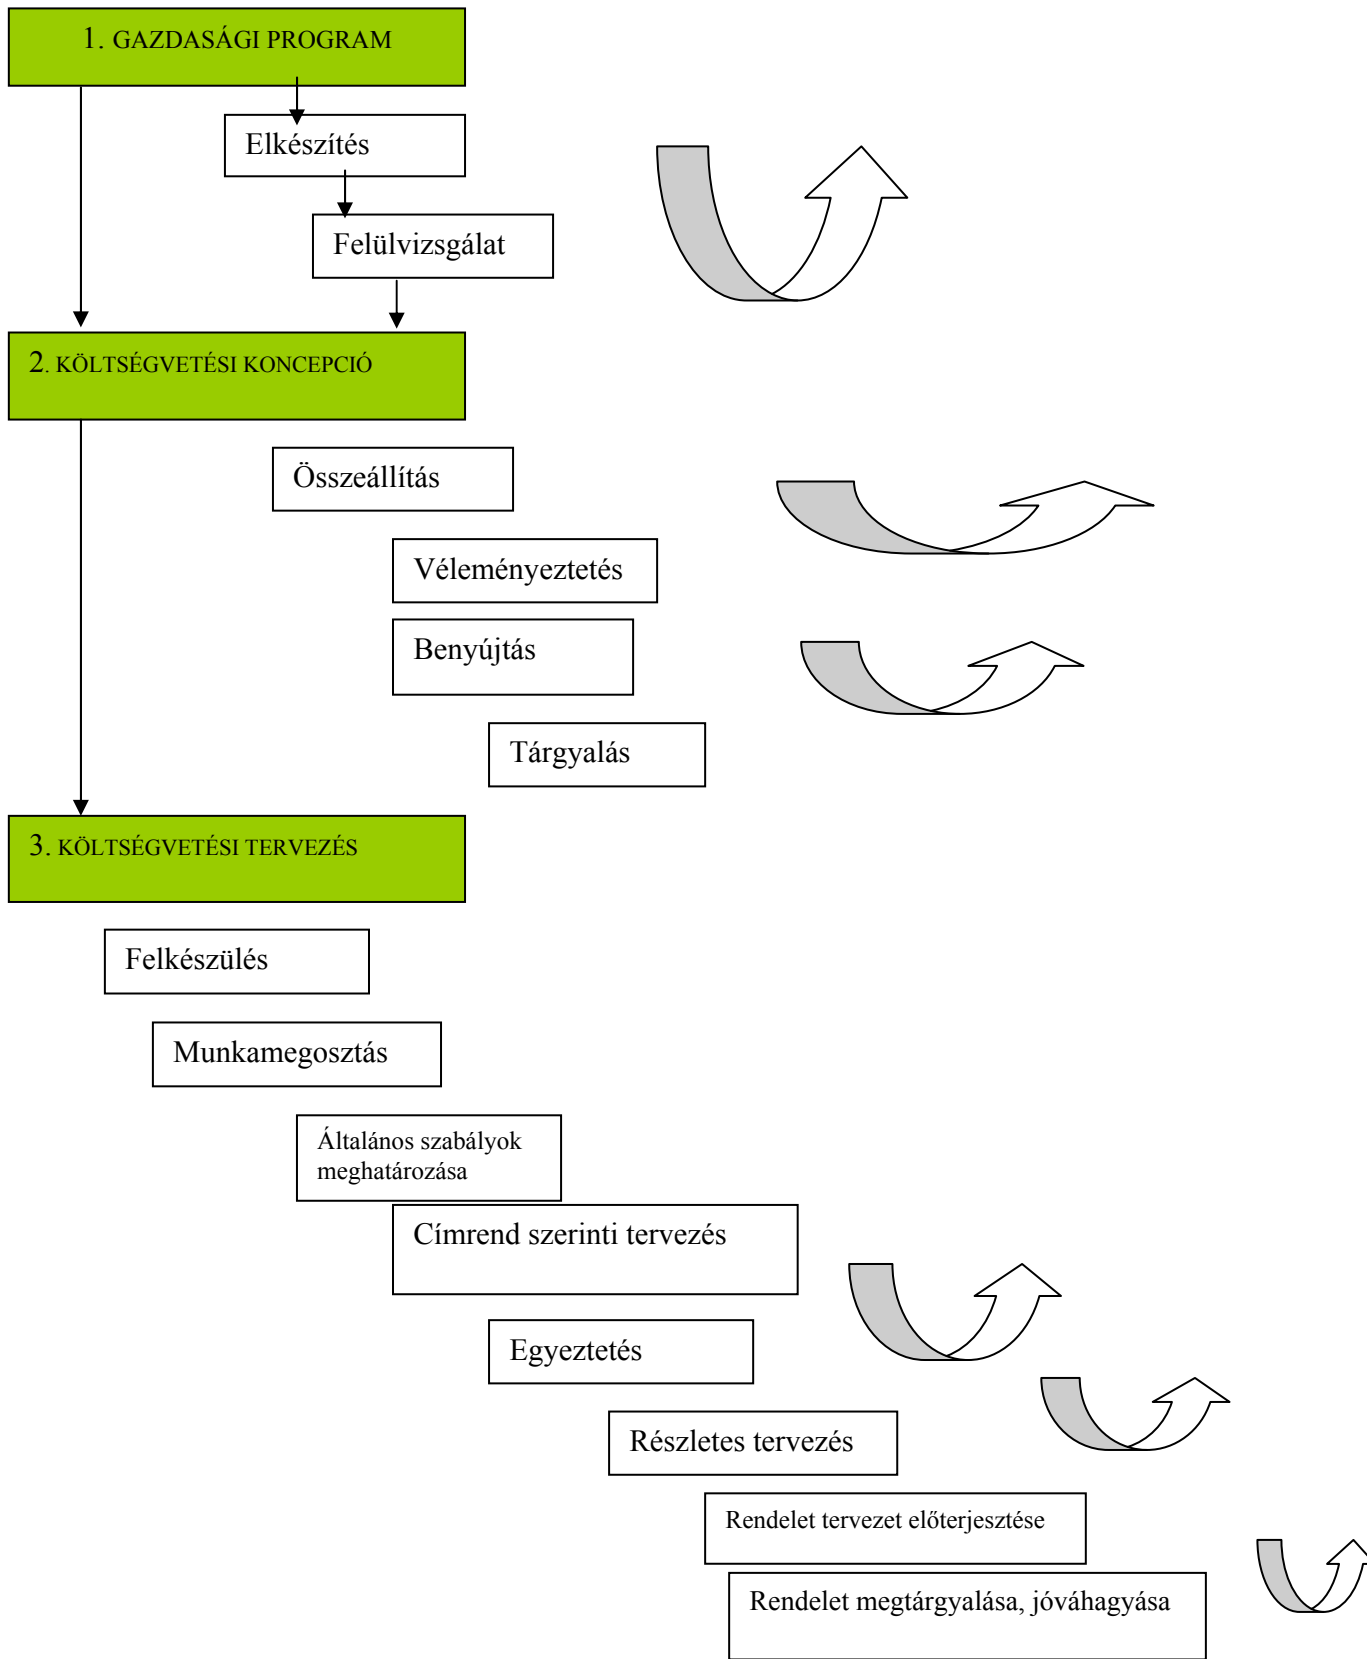 1. GAZDASÁGI PROGRAM
Elkészítés
Felülvizsgálat
2. KÖLTSÉGVETÉSI KONCEPCIÓ
Összeállítás
Véleményeztetés
Benyújtás
Tárgyalás
3. KÖLTSÉGVETÉSI TERVEZÉS
Felkészülés
Munkamegosztás
Általános szabályok
meghatározása
Címrend szerinti tervezés
Egyeztetés
Részletes tervezés
Rendelet tervezet előterjesztése
Rendelet megtárgyalása, jóváhagyása